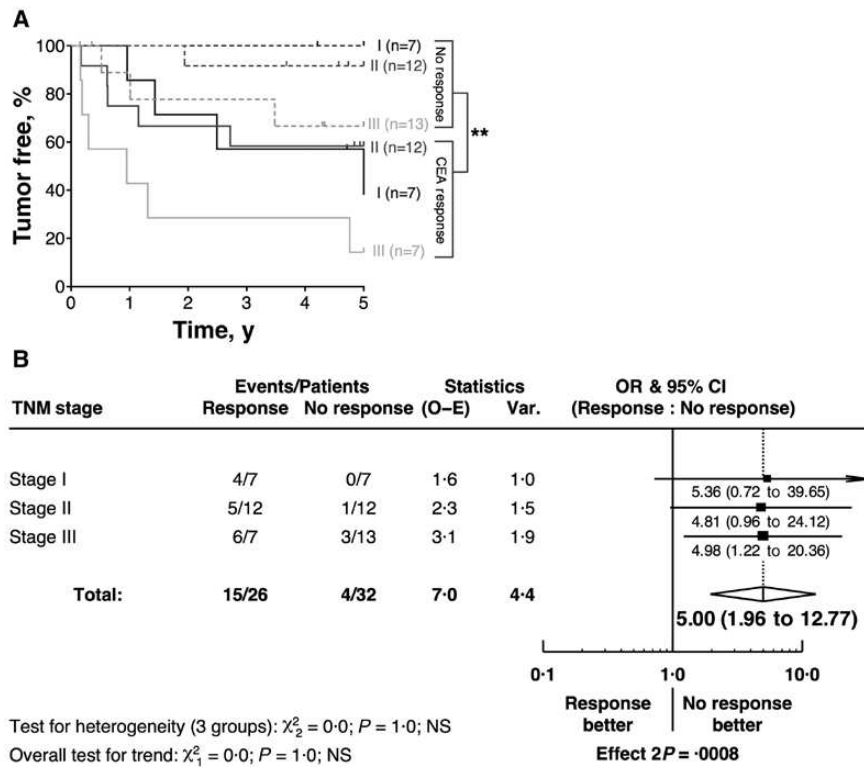 A
100
80
60
40
20
0
Tumor free, %
0 1 2 3 4 5
Time, y
I (n=7)
II (n=12)
III (n=13)
II (n=12)
I (n=7)
III (n=7)
No response
CEA response
**
B
Events/Patients Statistics OR & 95% CI
TNM stage Response No response (O–E) Var. (Response : No response)
Stage I 4/7 0/7 1·6 1·0
5.36 (0.72 to 39.65)
Stage II 5/12 1/12 2·3 1·5
4.81 (0.96 to 24.12)
Stage III 6/7 3/13 3·1 1·9
4.98 (1.22 to 20.36)
Total: 15/26 4/32 7·0 4·4
5.00 (1.96 to 12.77)
0·1 1·0 10·0
Response better No response better
Test for heterogeneity (3 groups): χ²₂ = 0·0; P = 1·0; NS
Overall test for trend: χ²₁ = 0·0; P = 1·0; NS
Effect 2P = ·0008